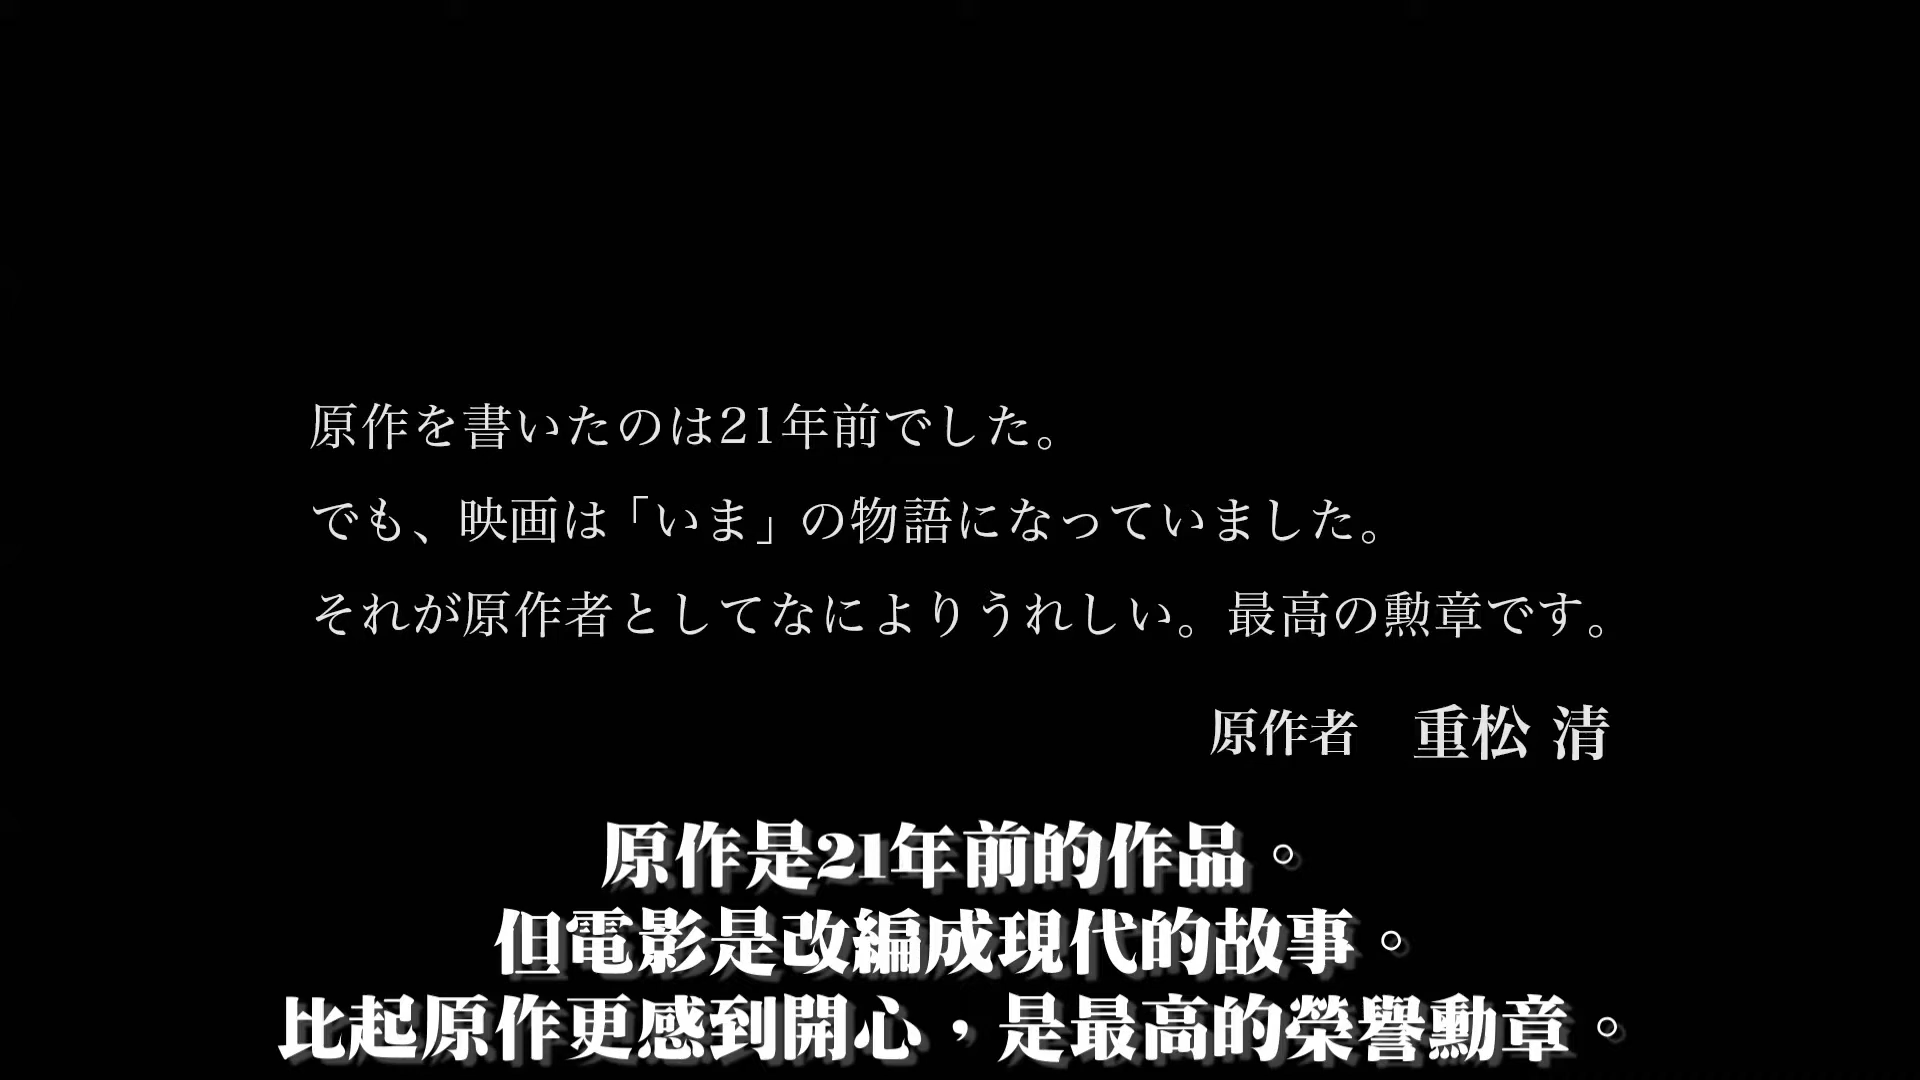 原作を書いたのは21年前でした。
でも、映画は「いま」の物語になっていました。
それが原作者としてなによりうれしい。最高の勲章です。
原作者　重松 清
原作是21年前的作品。
但電影是改編成現代的故事。
比起原作更感到開心，是最高的榮譽勳章。